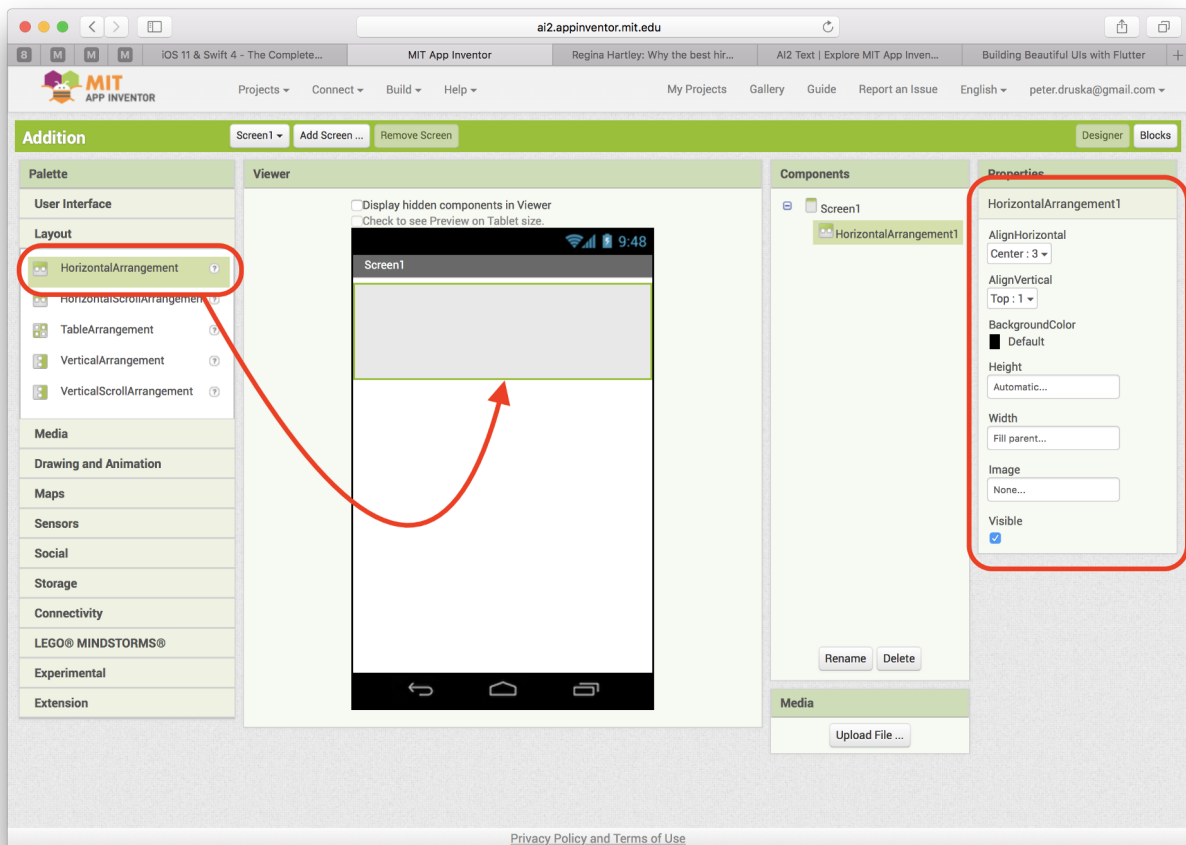 ai2.appinventor.mit.edu
8 M M M iOS 11 & Swift 4 - The Complete... MIT App Inventor Regina Hartley: Why the best hir... AI2 Text | Explore MIT App Inven... Building Beautiful UIs with Flutter +
MIT
APP INVENTOR
Projects Connect Build Help My Projects Gallery Guide Report an Issue English peter.druska@gmail.com
Addition Screen1 Add Screen ... Remove Screen Designer Blocks
Palette
User Interface
Layout
HorizontalArrangement ?
HorizontalScrollArrangemen ?
TableArrangement ?
VerticalArrangement ?
VerticalScrollArrangement ?
Media
Drawing and Animation
Maps
Sensors
Social
Storage
Connectivity
LEGO® MINDSTORMS®
Experimental
Extension
Viewer
Display hidden components in Viewer
Check to see Preview on Tablet size.
9:48
Screen1
Components
Screen1
HorizontalArrangement1
Rename Delete
Media
Upload File ...
Properties
HorizontalArrangement1
AlignHorizontal
Center : 3
AlignVertical
Top : 1
BackgroundColor
Default
Height
Automatic...
Width
Fill parent...
Image
None...
Visible
Privacy Policy and Terms of Use